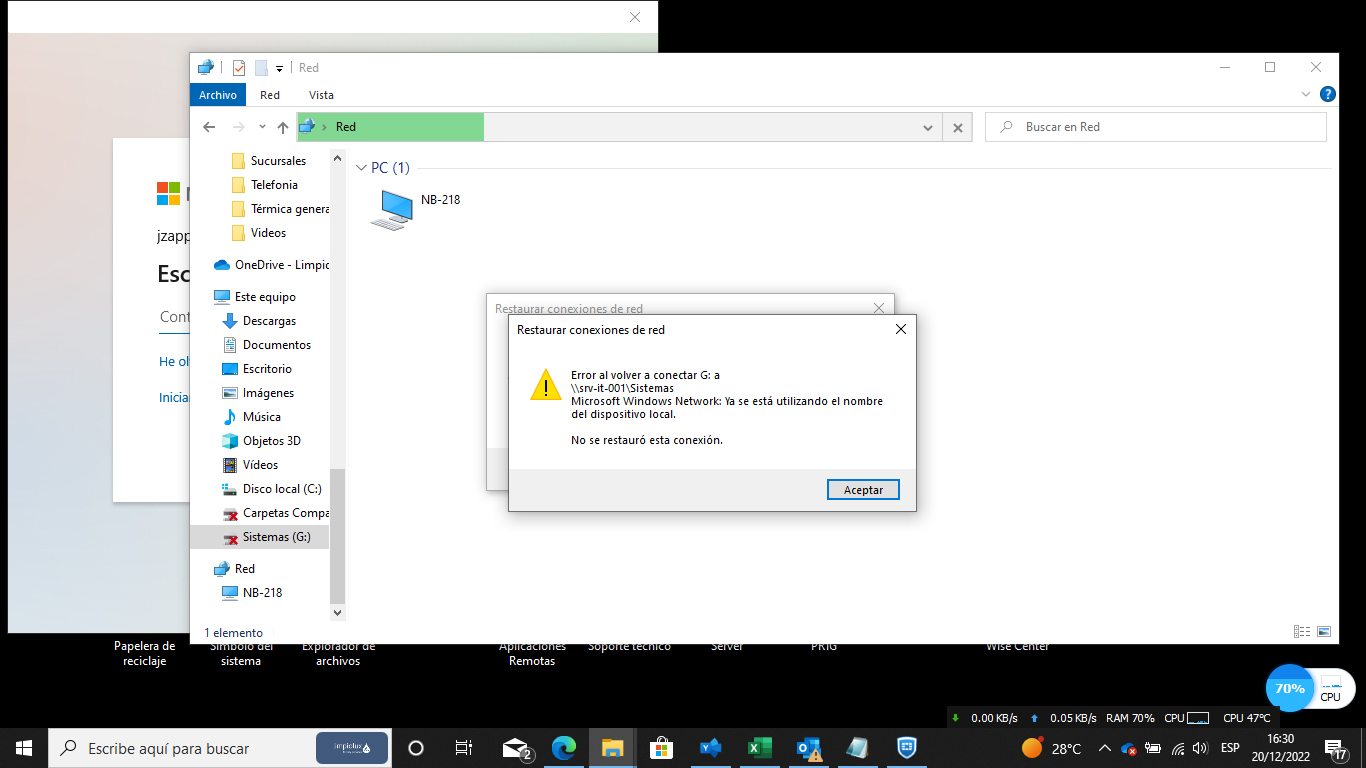 Red
Archivo
Red
Vista
Red
Buscar en Red
Sucursales
Telefonia
Térmica genera
Videos
OneDrive - Limpio
Este equipo
Descargas
Documentos
Escritorio
Imágenes
Música
Objetos 3D
Vídeos
Disco local (C:)
Carpetas Compa
Sistemas (G:)
Red
NB-218
PC (1)
NB-218
1 elemento
jzapp
Esc
Cont
He ol
Inicia
Restaurar conexiones de red
Restaurar conexiones de red
Error al volver a conectar G: a
\\srv-it-001\Sistemas
Microsoft Windows Network: Ya se está utilizando el nombre
del dispositivo local.
No se restauró esta conexión.
Aceptar
Papelera de
reciclaje
Símbolo del
sistema
Explorador de
archivos
Aplicaciones
Remotas
Soporte técnico
Server
PRTG
Wise Center
70%
CPU
0.00 KB/s
0.05 KB/s
RAM 70%
CPU
CPU 47°C
Escribe aquí para buscar
limpiolux
2
28°C
ESP
16:30
20/12/2022
17